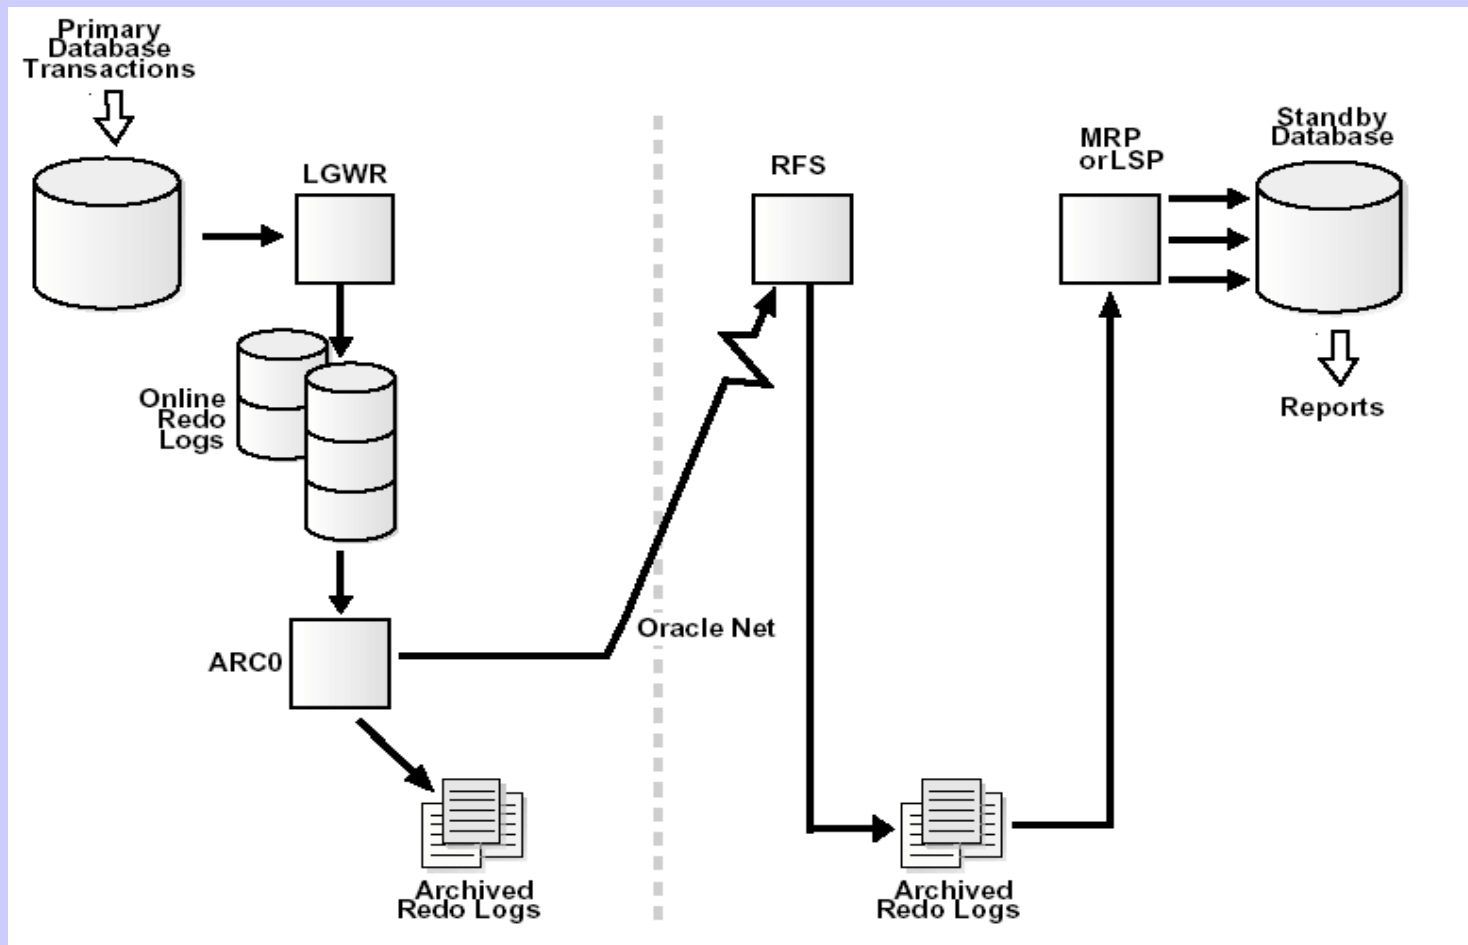 Primary
Database
Transactions
LGWR
Online
Redo
Logs
ARC0
Archived
Redo Logs
Oracle Net
RFS
Archived
Redo Logs
MRP
orLSP
Standby
Database
Reports